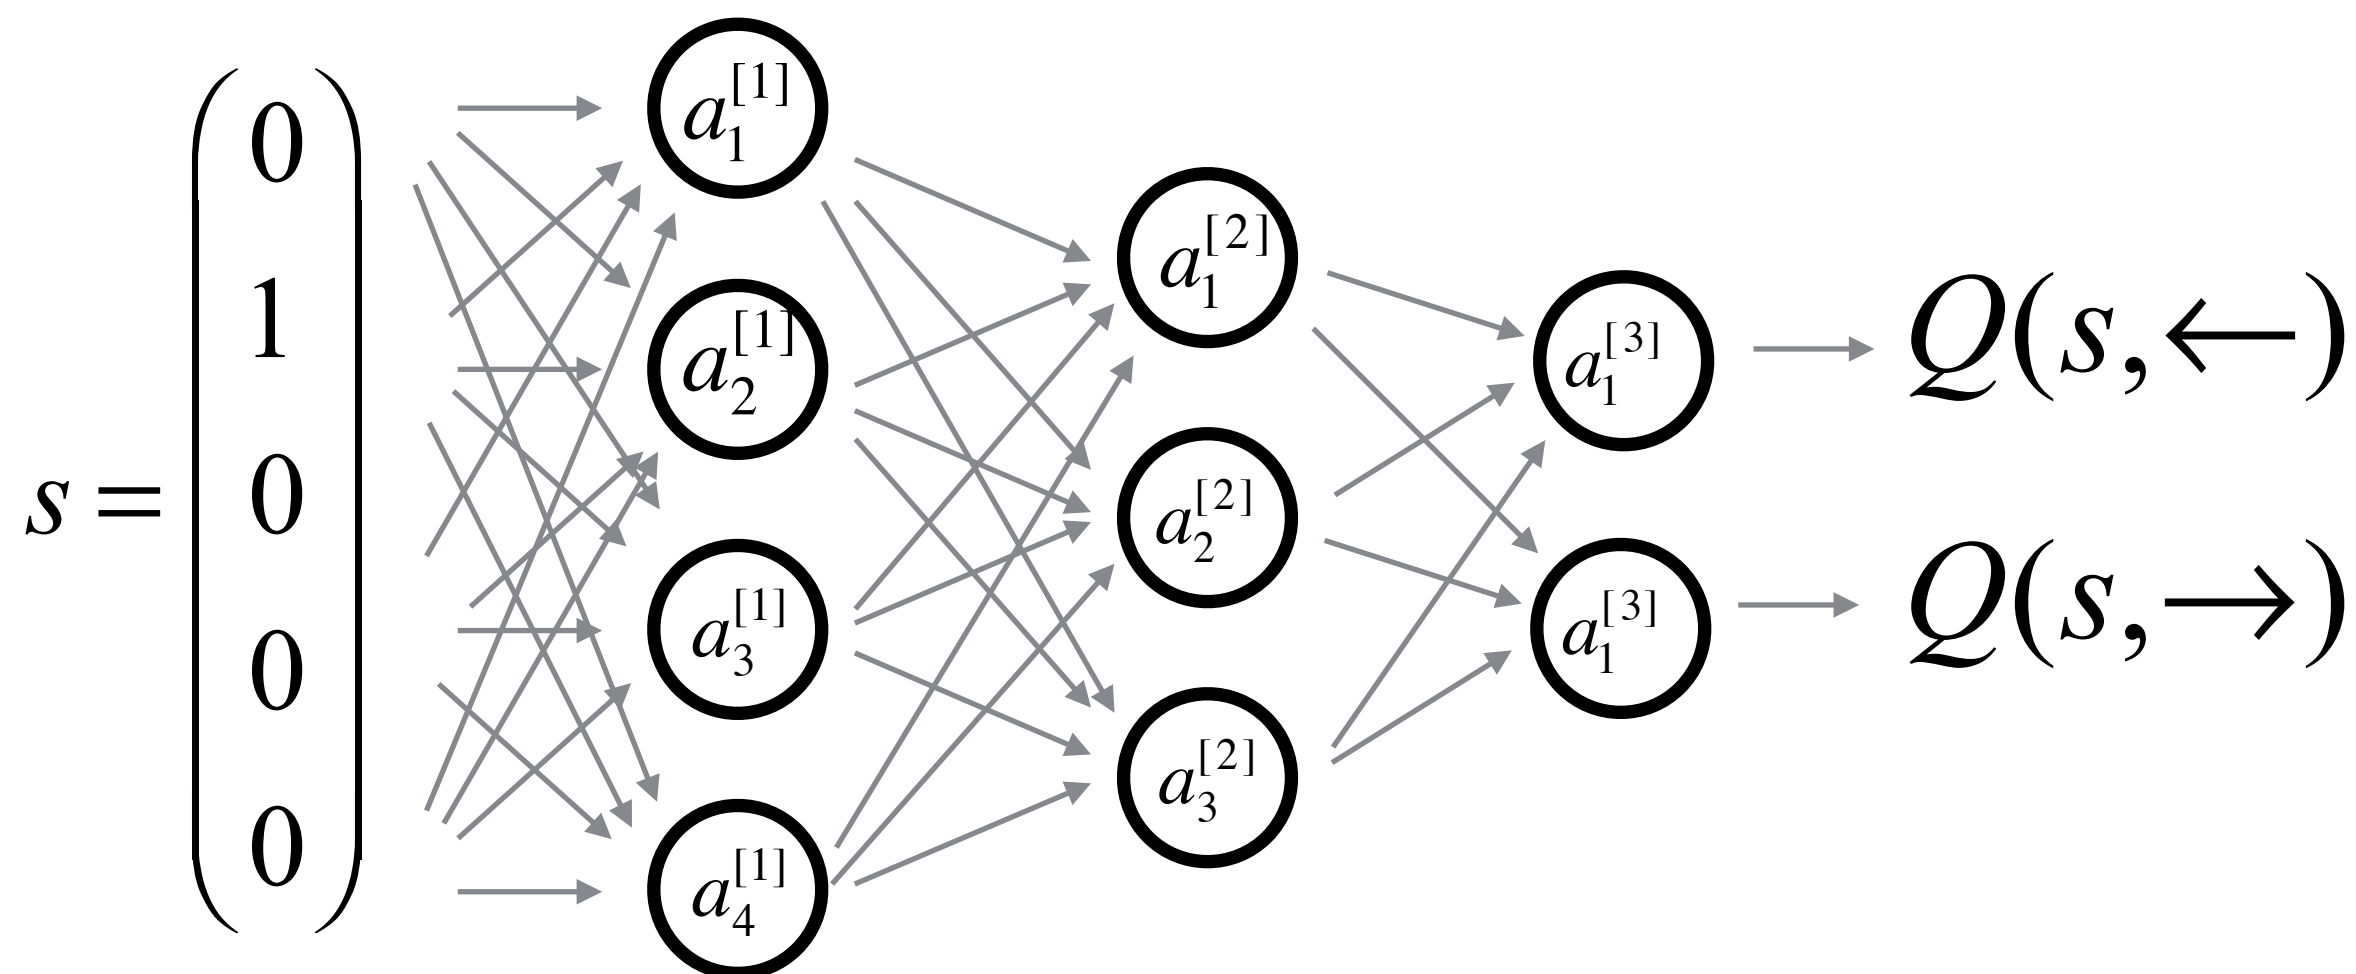 s = ( 0 1 0 0 0 )
a_1^{[1]}
a_2^{[1]}
a_3^{[1]}
a_4^{[1]}
a_1^{[2]}
a_2^{[2]}
a_3^{[2]}
a_1^{[3]}
a_1^{[3]}
Q(s, ←)
Q(s, →)